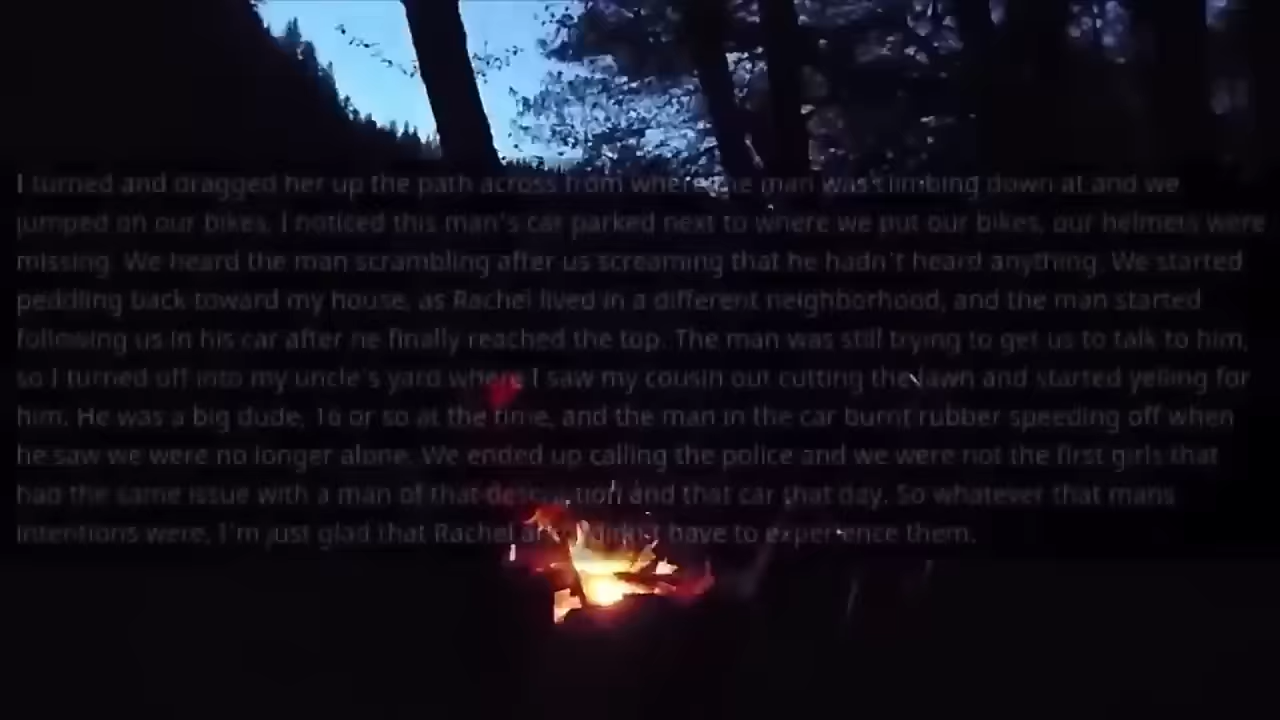 I turned and dragged her up the path across from where the man was climbing down at and we
jumped on our bikes, I noticed this man's car parked next to where we put our bikes, our helmets were
missing. We heard the man scrambling after us screaming that he hadn't heard anything. We started
peddling back toward my house, as Rachel lived in a different neighborhood, and the man started
following us in his car after he finally reached the top. The man was still trying to get us to talk to him,
so I turned off into my uncle's yard where I saw my cousin out cutting the lawn and started yelling for
him. He was a big dude, 16 or so at the time, and the man in the car burnt rubber speeding off when
he saw we were no longer alone. We ended up calling the police and we were not the first girls that
had the same issue with a man of that description and that car that day. So whatever that mans
intentions were, I'm just glad that Rachel and I didn't have to experience them.